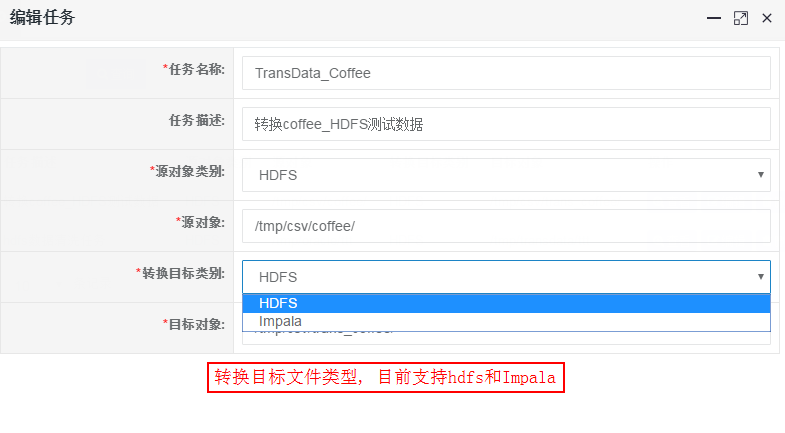 编辑任务
*任务名称: TransData_Coffee
任务描述: 转换coffee_HDFS测试数据
*源对象类别: HDFS
*源对象: /tmp/csv/coffee/
*转换目标类别: HDFS
HDFS
Impala
*目标对象:
转换目标文件类型, 目前支持hdfs和Impala